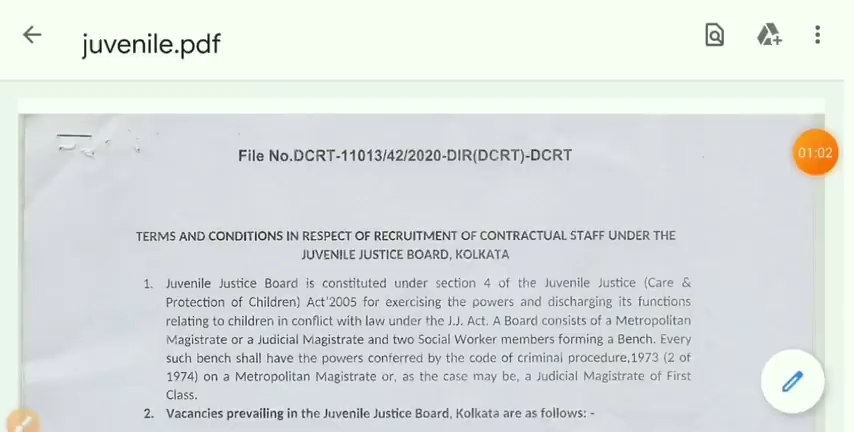 juvenile.pdf
File No.DCRT-11013/42/2020-DIR(DCRT)-DCRT
01:02
TERMS AND CONDITIONS IN RESPECT OF RECRUITMENT OF CONTRACTUAL STAFF UNDER THE
JUVENILE JUSTICE BOARD, KOLKATA
1. Juvenile Justice Board is constituted under section 4 of the Juvenile Justice (Care &
Protection of Children) Act'2005 for exercising the powers and discharging its functions
relating to children in conflict with law under the J.J. Act. A Board consists of a Metropolitan
Magistrate or a Judicial Magistrate and two Social Worker members forming a Bench. Every
such bench shall have the powers conferred by the code of criminal procedure,1973 (2 of
1974) on a Metropolitan Magistrate or, as the case may be, a Judicial Magistrate of First
Class.
2. Vacancies prevailing in the Juvenile Justice Board, Kolkata are as follows: -